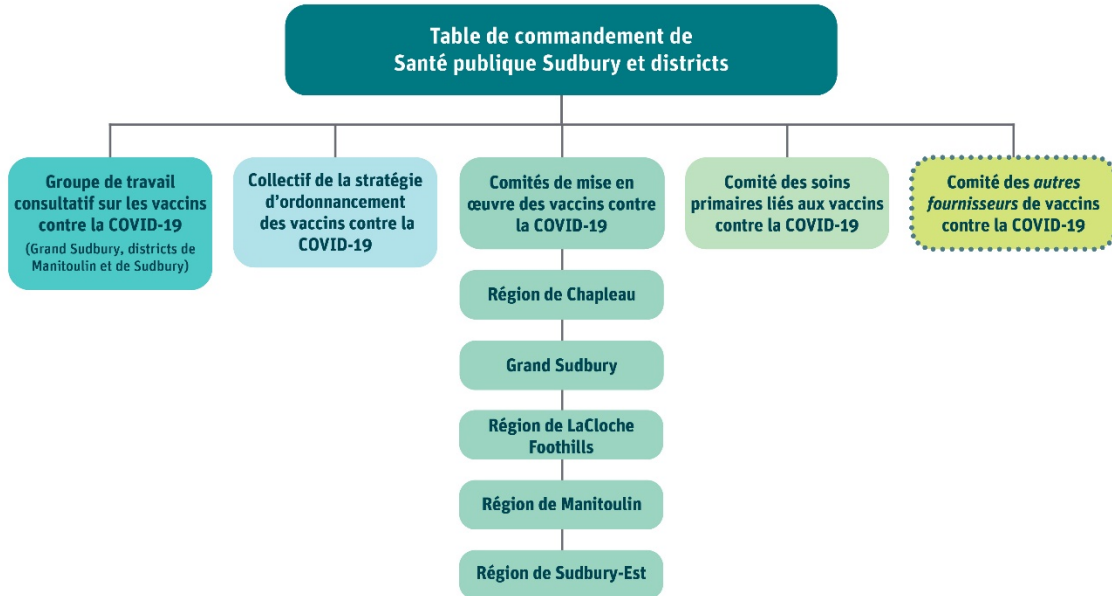 Table de commandement de
Santé publique Sudbury et districts
Groupe de travail
consultatif sur les vaccins
contre la COVID-19
(Grand Sudbury, districts de
Manitoulin et de Sudbury)
Collectif de la stratégie
d’ordonnancement
des vaccins contre la
COVID-19
Comités de mise en
œuvre des vaccins contre
la COVID-19
Comité des soins
primaires liés aux vaccins
contre la COVID-19
Comité des autres
fournisseurs de vaccins
contre la COVID-19
Région de Chapleau
Grand Sudbury
Région de LaCloche
Foothills
Région de Manitoulin
Région de Sudbury-Est